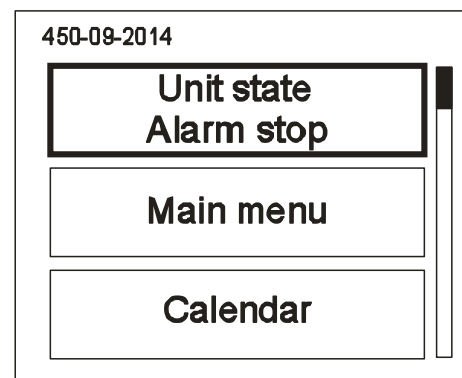 450-09-2014
Unit state
Alarm stop
Main menu
Calendar